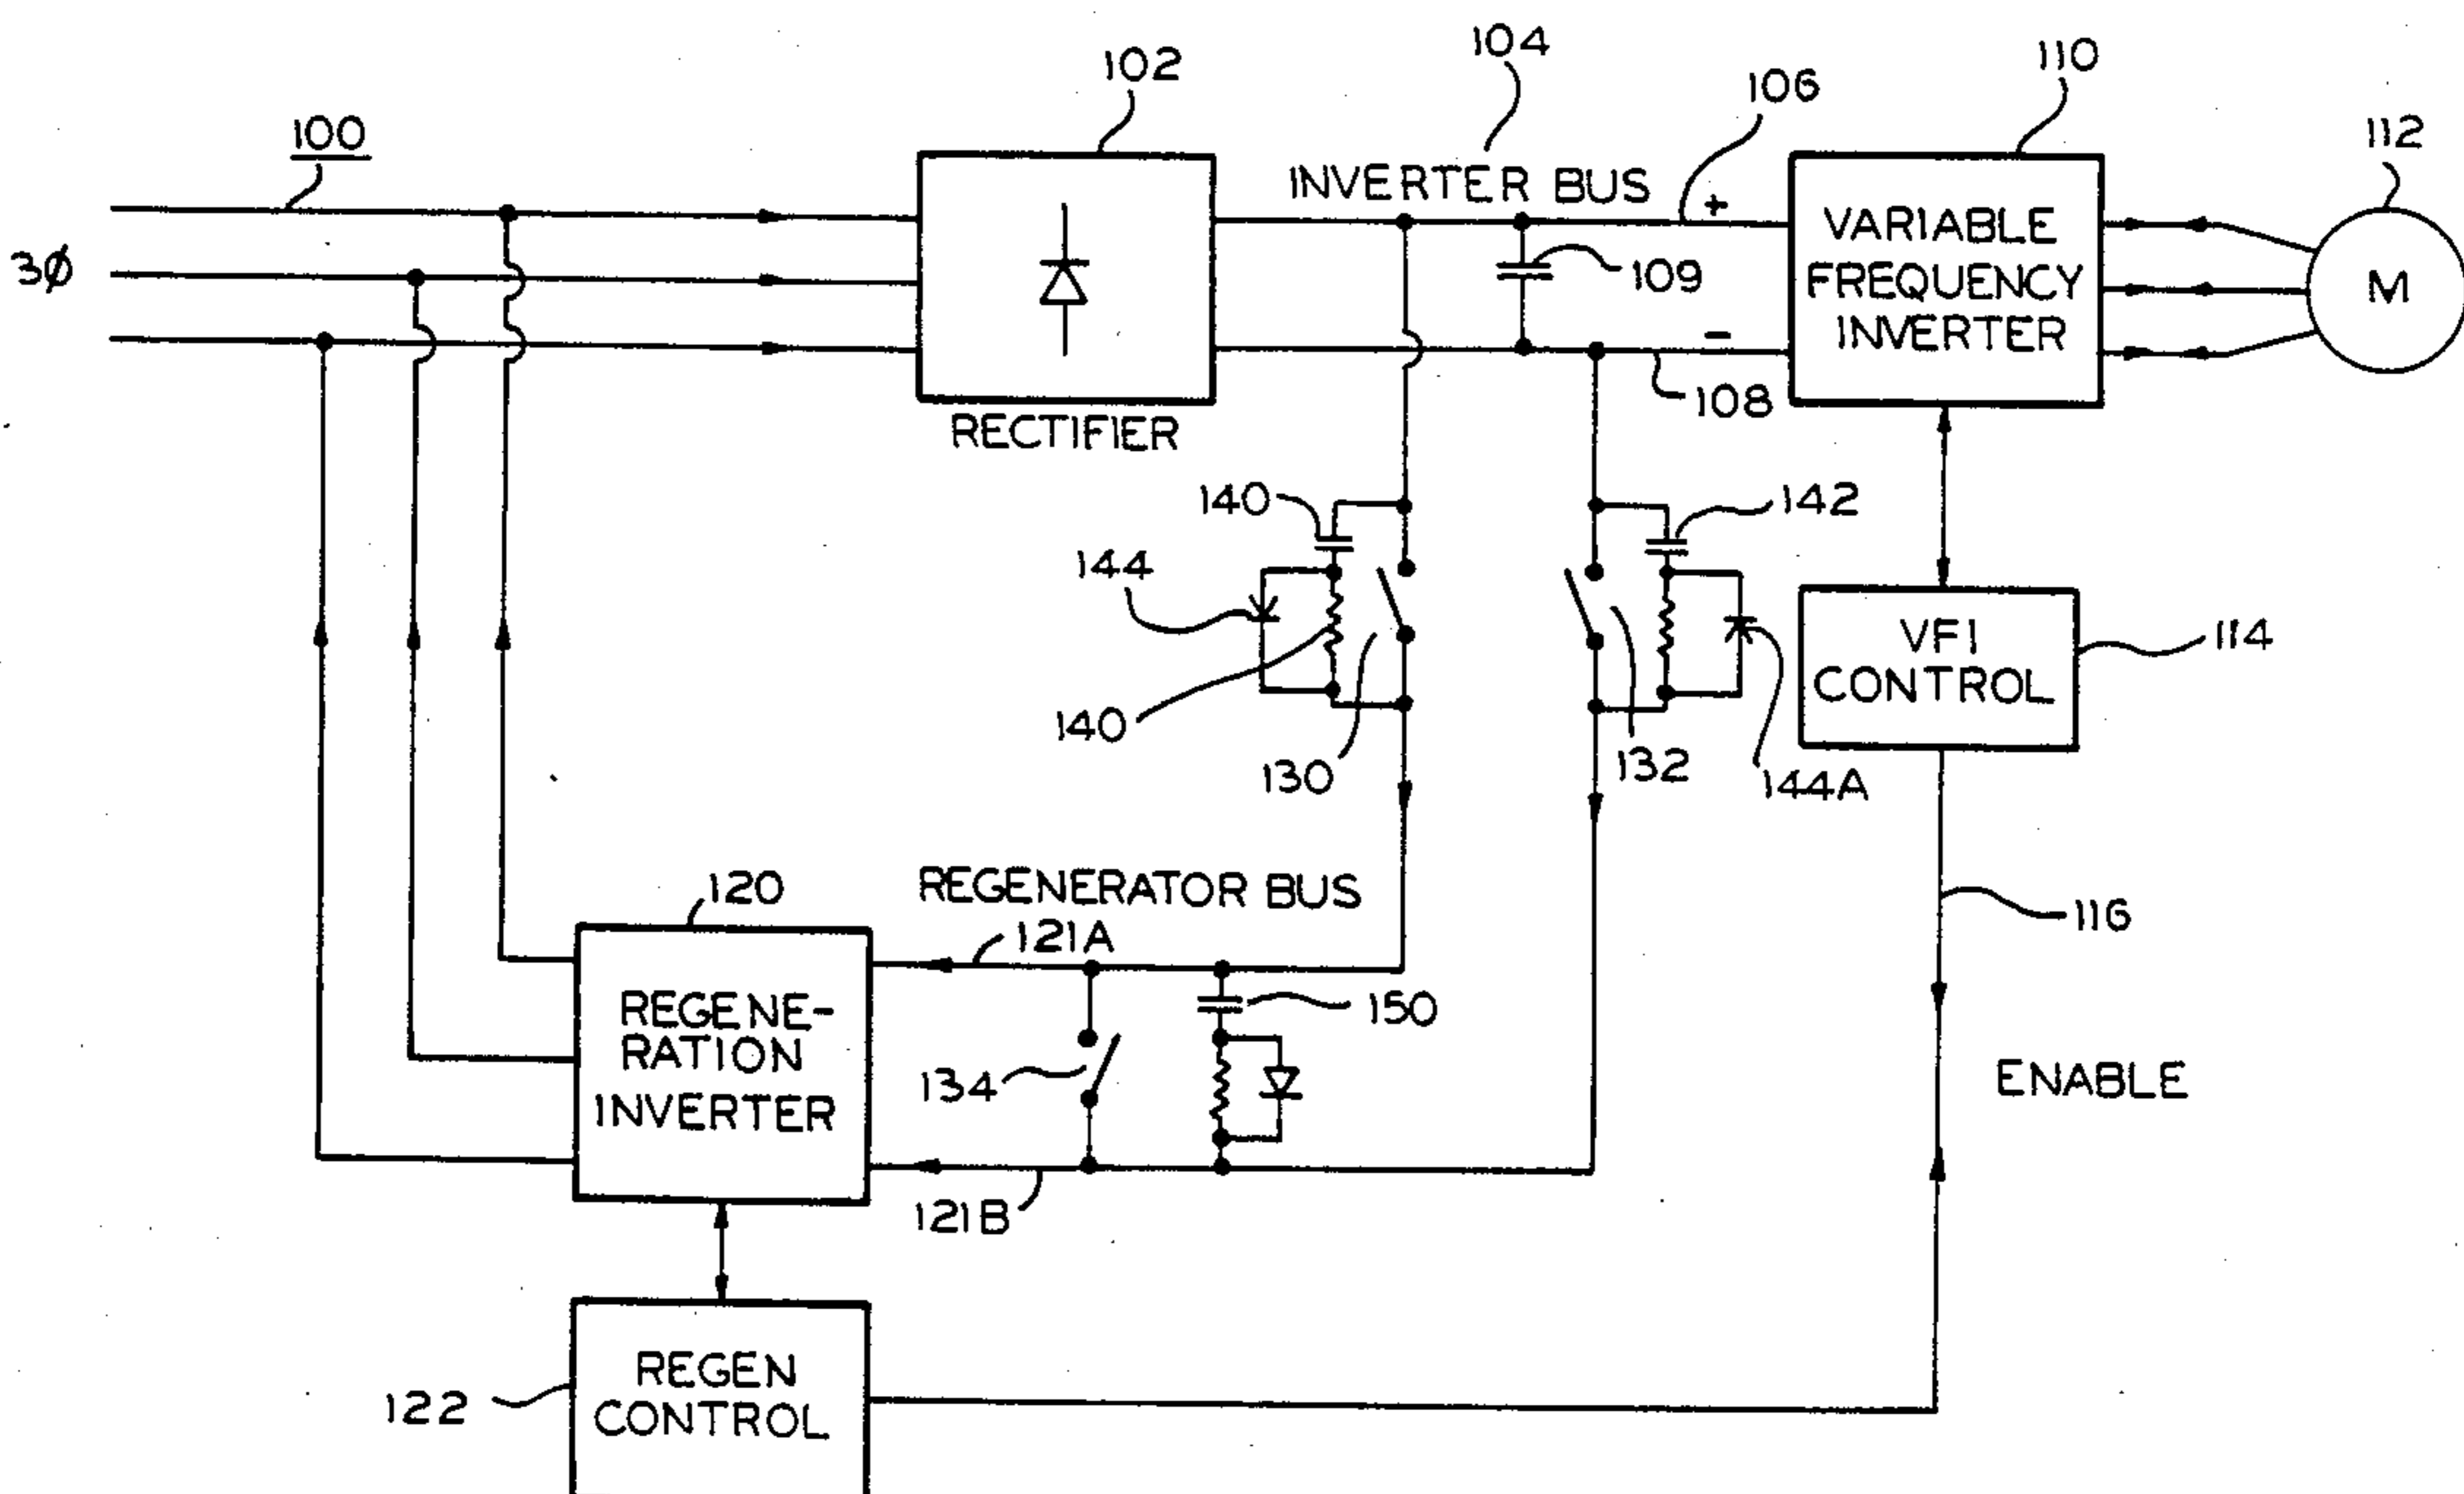 100
102
104
106
110
112
3ø
INVERTER BUS
+
-
109
108
VARIABLE
FREQUENCY
INVERTER
M
RECTIFIER
140
142
144
140
130
132
144A
VFI
CONTROL
114
116
120
REGENERATOR BUS
121A
REGENE-
RATION
INVERTER
134
150
ENABLE
121B
REGEN
CONTROL
122